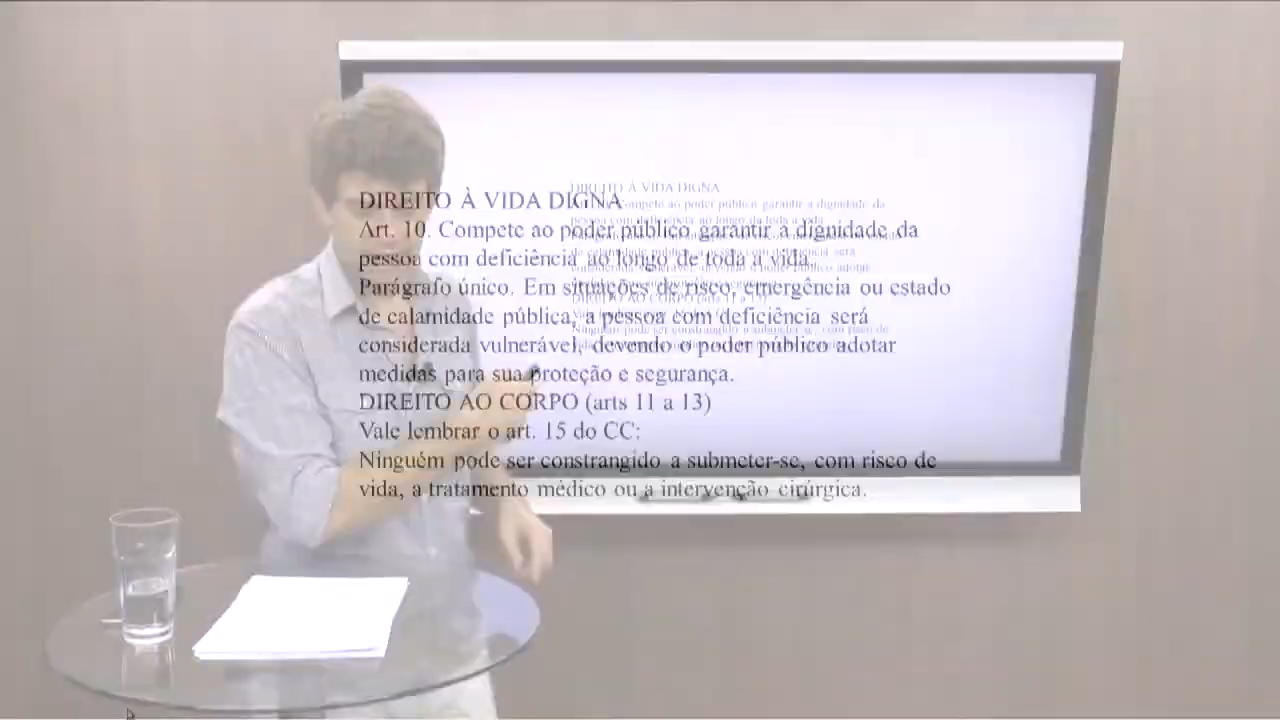 DIREITO À VIDA DIGNA
Art. 10. Compete ao poder público garantir a dignidade da
pessoa com deficiência ao longo de toda a vida.
Parágrafo único. Em situações de risco, emergência ou estado
de calamidade pública, a pessoa com deficiência será
considerada vulnerável, devendo o poder público adotar
medidas para sua proteção e segurança.
DIREITO AO CORPO (arts 11 a 13)
Vale lembrar o art. 15 do CC:
Ninguém pode ser constrangido a submeter-se, com risco de
vida, a tratamento médico ou a intervenção cirúrgica.